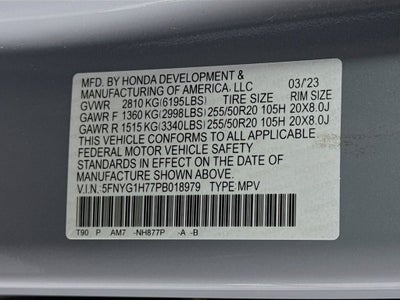 MFD. BY HONDA DEVELOPMENT &
MANUFACTURING OF AMERICA, LLC 03/23
GVWR 2810 KG(6195LBS) TIRE SIZE RIM SIZE
GAWR F 1360 KG(2998LBS) 255/50R20 105H 20X8.0J
GAWR R 1515 KG(3340LBS) 255/50R20 105H 20X8.0J
THIS VEHICLE CONFORMS TO ALL APPLICABLE
FEDERAL MOTOR VEHICLE SAFETY
STANDARDS IN EFFECT ON THE DATE OF
MANUFACTURE SHOWN ABOVE.
V.I.N.: 5FNYG1H77PB018979 TYPE: MPV
T90 P AM7 -NH877P -A -B